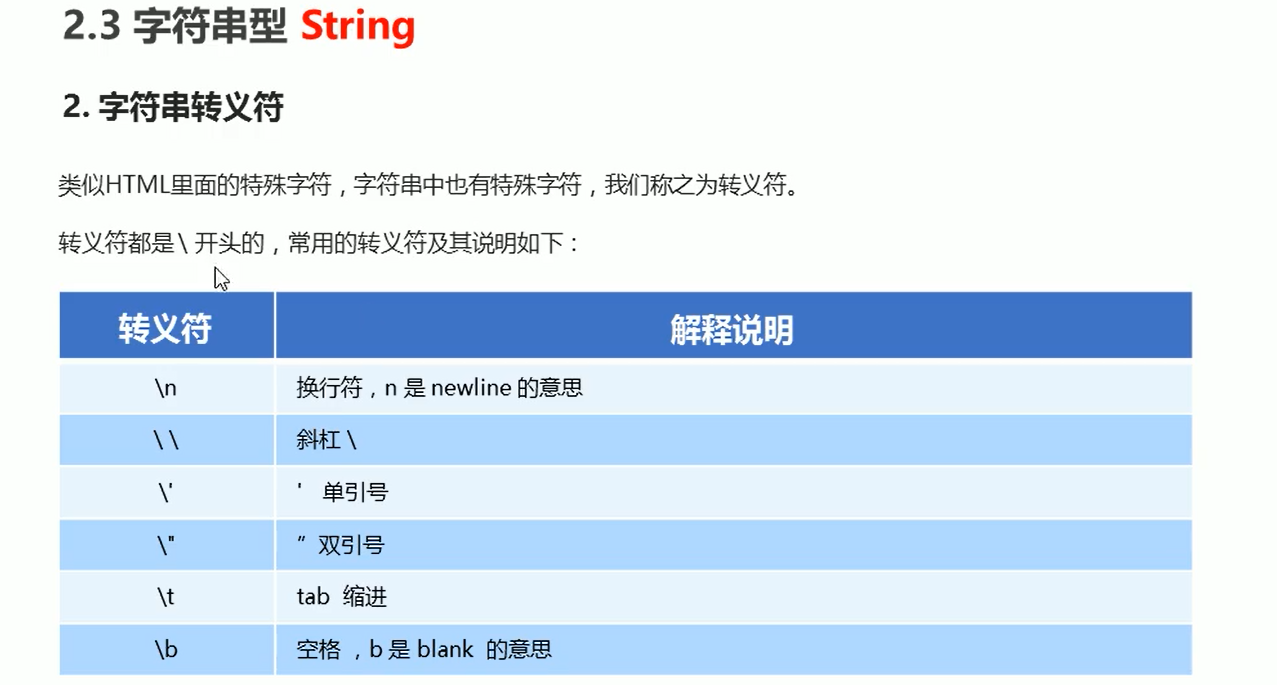 2.3 字符串型 String
2. 字符串转义符
类似HTML里面的特殊字符，字符串中也有特殊字符，我们称之为转义符。
转义符都是 \ 开头的，常用的转义符及其说明如下：
转义符 解释说明
\n 换行符，n 是 newline 的意思
\ \ 斜杠 \
\' ' 单引号
\" ” 双引号
\t tab 缩进
\b 空格 ，b 是 blank 的意思